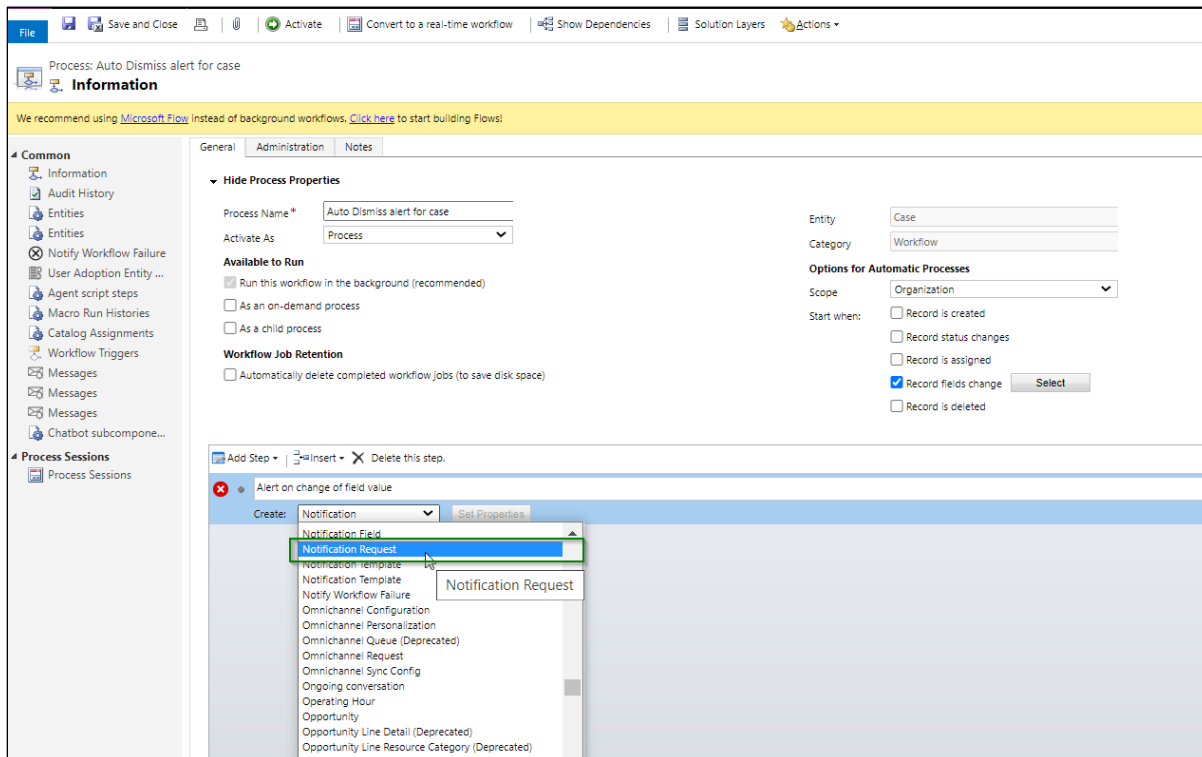 File
Save and Close
Activate
Convert to a real-time workflow
Show Dependencies
Solution Layers
Actions
Process: Auto Dismiss alert for case
Information
We recommend using Microsoft Flow instead of background workflows. Click here to start building Flows!
Common
Information
Audit History
Entities
Entities
Notify Workflow Failure
User Adoption Entity ...
Agent script steps
Macro Run Histories
Catalog Assignments
Workflow Triggers
Messages
Messages
Messages
Chatbot subcompone...
Process Sessions
Process Sessions
General Administration Notes
Hide Process Properties
Process Name* Auto Dismiss alert for case
Activate As Process
Available to Run
Run this workflow in the background (recommended)
As an on-demand process
As a child process
Workflow Job Retention
Automatically delete completed workflow jobs (to save disk space)
Entity Case
Category Workflow
Options for Automatic Processes
Scope Organization
Start when: Record is created
Record status changes
Record is assigned
Record fields change Select
Record is deleted
Add Step Insert Delete this step.
Alert on change of field value
Create: Notification Set Properties
Notification Field
Notification Request
Notification Template
Notification Template
Notification Request
Notify Workflow Failure
Omnichannel Configuration
Omnichannel Personalization
Omnichannel Queue (Deprecated)
Omnichannel Request
Omnichannel Sync Config
Ongoing conversation
Operating Hour
Opportunity
Opportunity Line Detail (Deprecated)
Opportunity Line Resource Category (Deprecated)